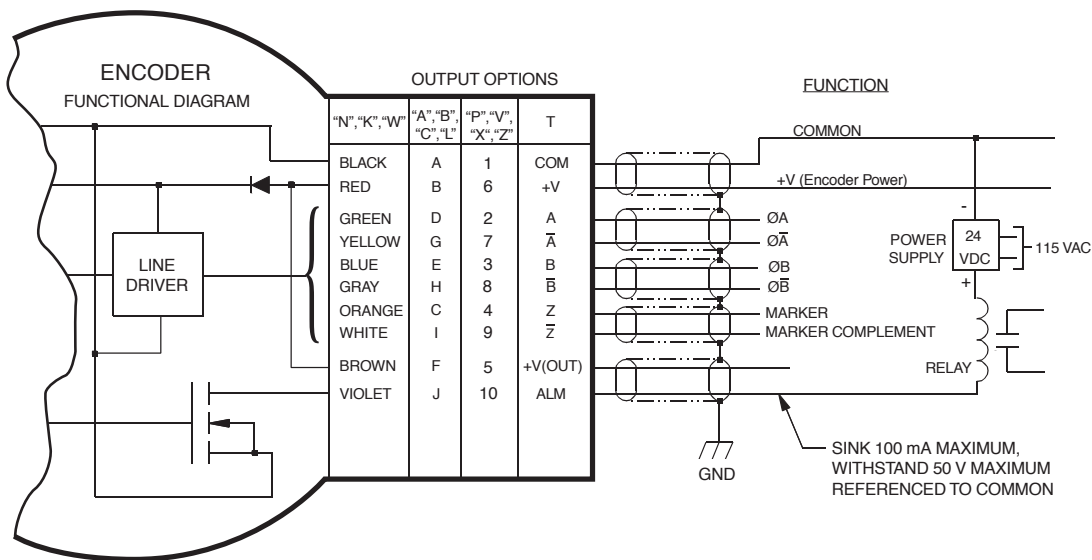 ENCODER
FUNCTIONAL DIAGRAM
OUTPUT OPTIONS
FUNCTION
“N”,“K”,“W”
“A”,“B”,
“C”,“L”
“P”,“V”,
“X“,“Z”
T
BLACK A 1 COM
RED B 6 +V
GREEN D 2 A
YELLOW G 7 A̅
BLUE E 3 B
GRAY H 8 B̅
ORANGE C 4 Z
WHITE I 9 Z̅
BROWN F 5 +V(OUT)
VIOLET J 10 ALM
LINE
DRIVER
COMMON
+V (Encoder Power)
ØA
ØA̅
ØB
ØB̅
MARKER
MARKER COMPLEMENT
-
POWER
SUPPLY
24
VDC
115 VAC
+
RELAY
GND
SINK 100 mA MAXIMUM,
WITHSTAND 50 V MAXIMUM
REFERENCED TO COMMON